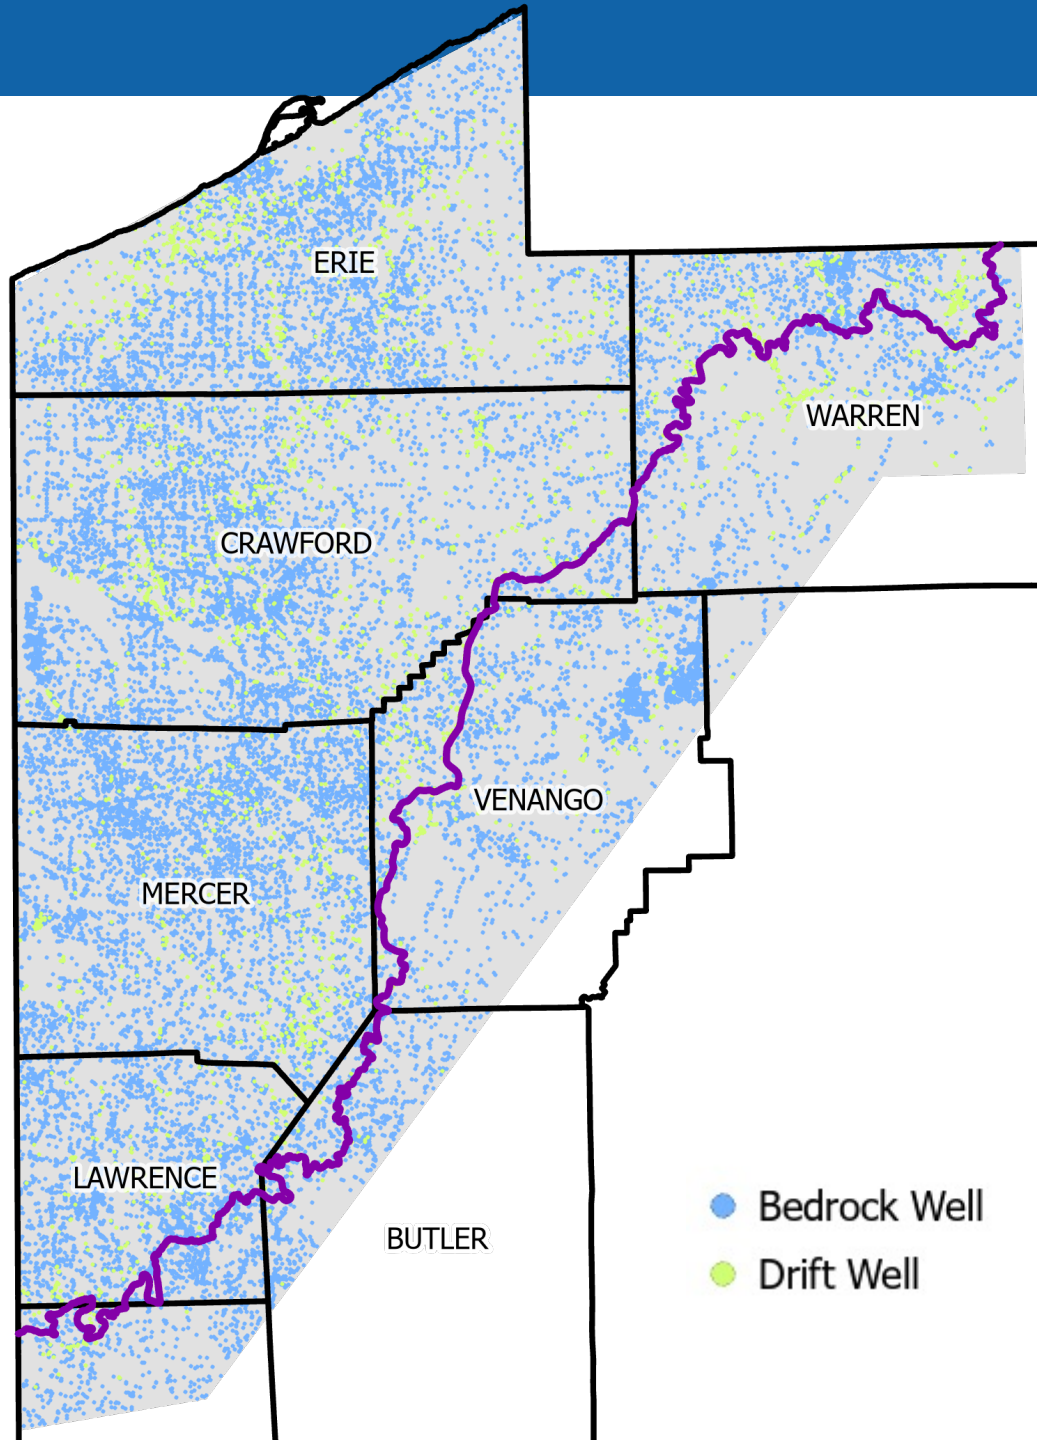 ERIE
WARREN
CRAWFORD
VENANGO
MERCER
LAWRENCE
BUTLER
Bedrock Well
Drift Well